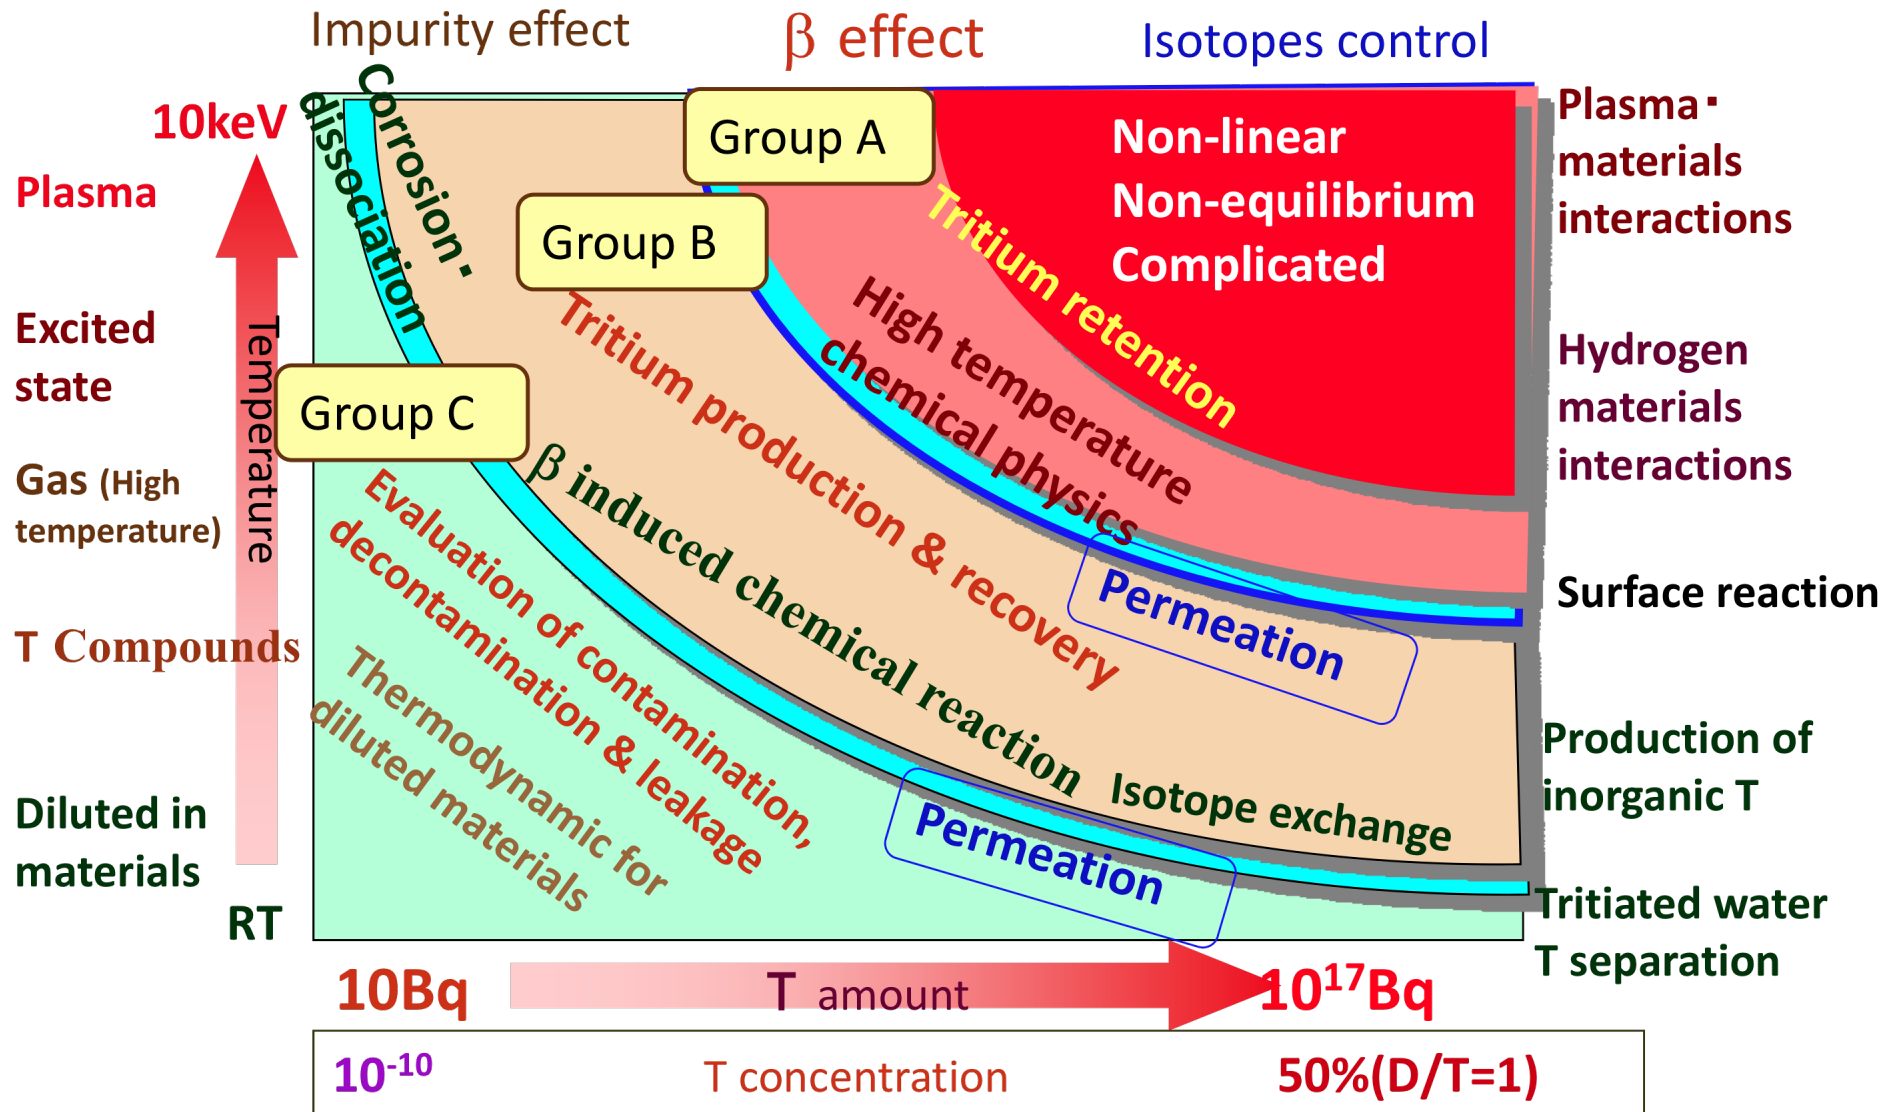 Impurity effect
β effect
Isotopes control
10keV
Plasma
Excited
state
Gas (High
temperature)
T Compounds
Diluted in
materials
RT
Temperature
Corrosion・
dissociation
Group A
Group B
Group C
Non-linear
Non-equilibrium
Complicated
Tritium retention
High temperature
chemical physics
Tritium production & recovery
Permeation
β induced chemical reaction
Isotope exchange
Evaluation of contamination,
decontamination & leakage
Thermodynamic for
diluted materials
Permeation
Plasma・
materials
interactions
Hydrogen
materials
interactions
Surface reaction
Production of
inorganic T
Tritiated water
T separation
10Bq
T amount
10¹⁷Bq
10⁻¹⁰
T concentration
50%(D/T=1)